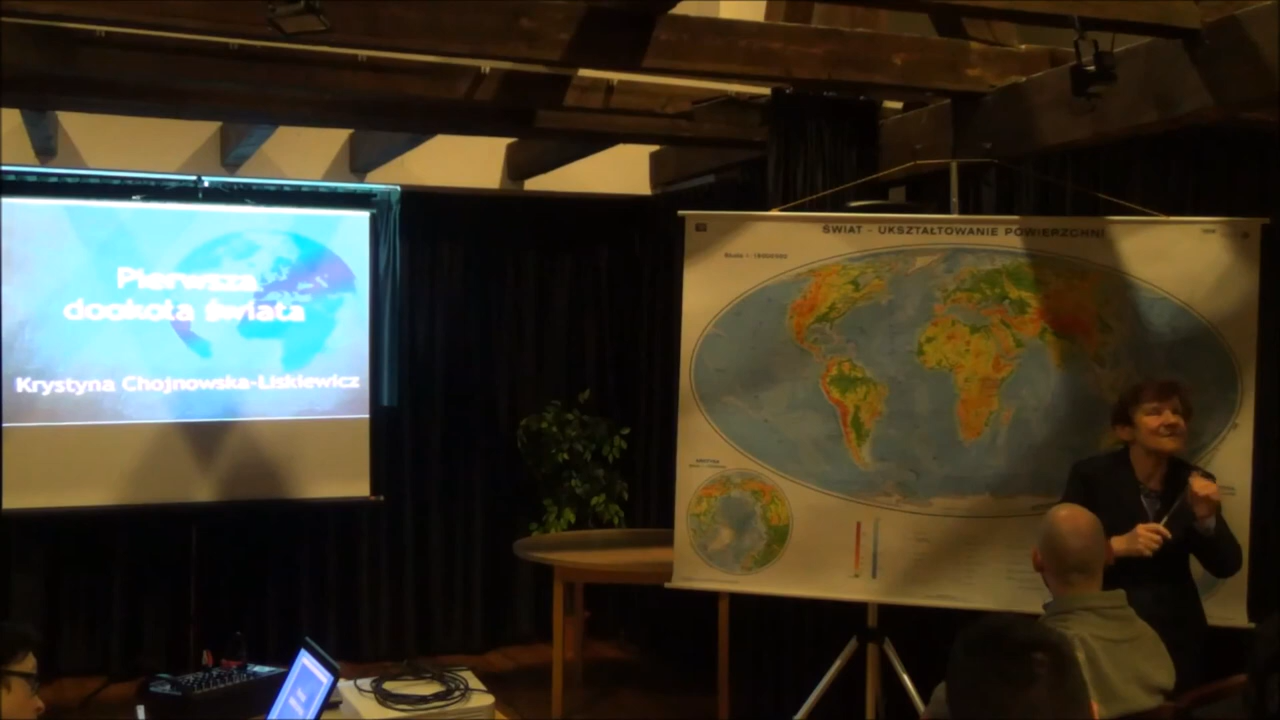 Pierwsza
dookoła świata
Krystyna Chojnowska-Liskiewicz
ŚWIAT - UKSZTAŁTOWANIE POWIERZCHNI